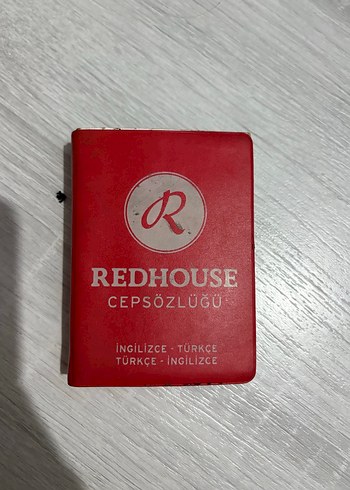 R
REDHOUSE
CEPSÖZLÜĞÜ
İNGİLİZCE - TÜRKÇE
TÜRKÇE - İNGİLİZCE